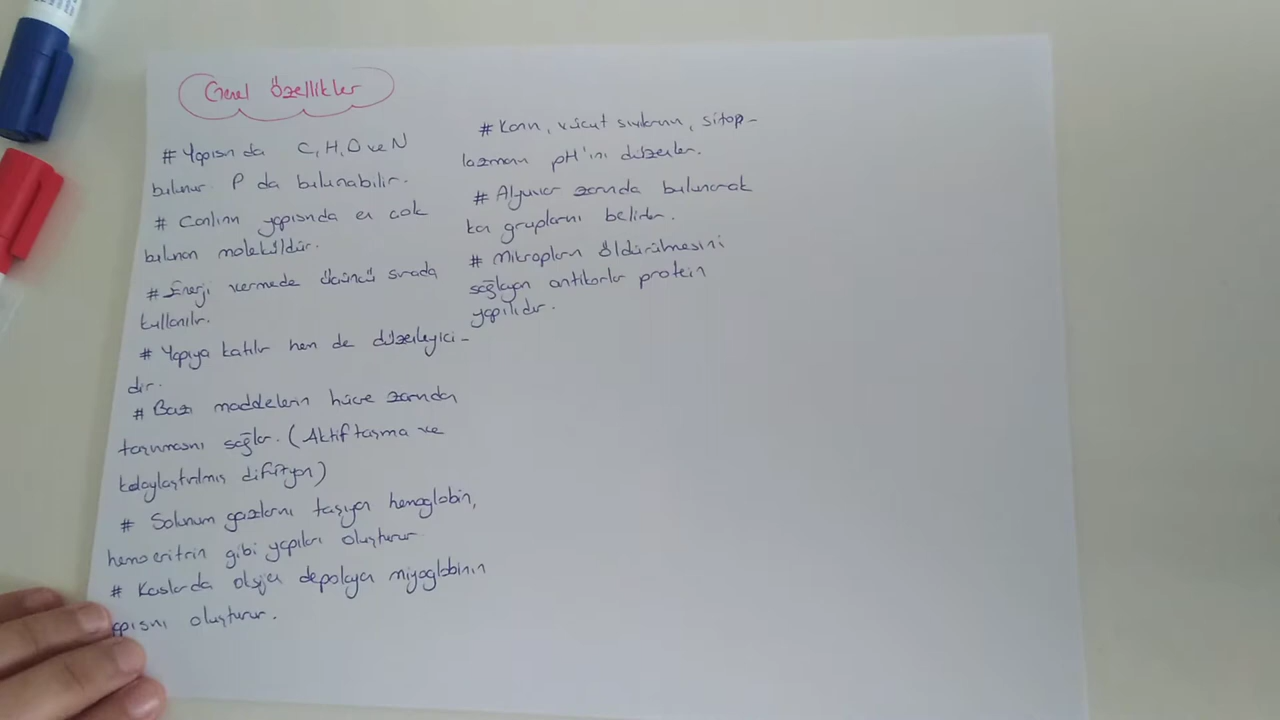 Genel Özellikler
# Yapısında C, H, O ve N
bulunur. P da bulunabilir.
# Canlının yapısında en çok
bulunan moleküldür.
# Enerji vermede üçüncü sırada
kullanılır.
# Yapıya katılır hem de düzenleyici-
dir.
# Bazı maddelerin hücre zarında
taşınmasını sağlar. (Aktif taşıma ve
kolaylaştırılmış difüzyon)
# Solunum gazlarını taşıyan hemoglobin,
hemoeritrin gibi yapıları oluşturur
# Kaslarda oksijen depolayan miyoglobinin
yapısını oluşturur.
# Kanın, vücut sıvılarının, sitop-
lazmanın pH'ını düzenler.
# Alyuvar zarında bulunarak
kan gruplarını belirler.
# Mikropların öldürülmesini
sağlayan antikorlar protein
yapılıdır.